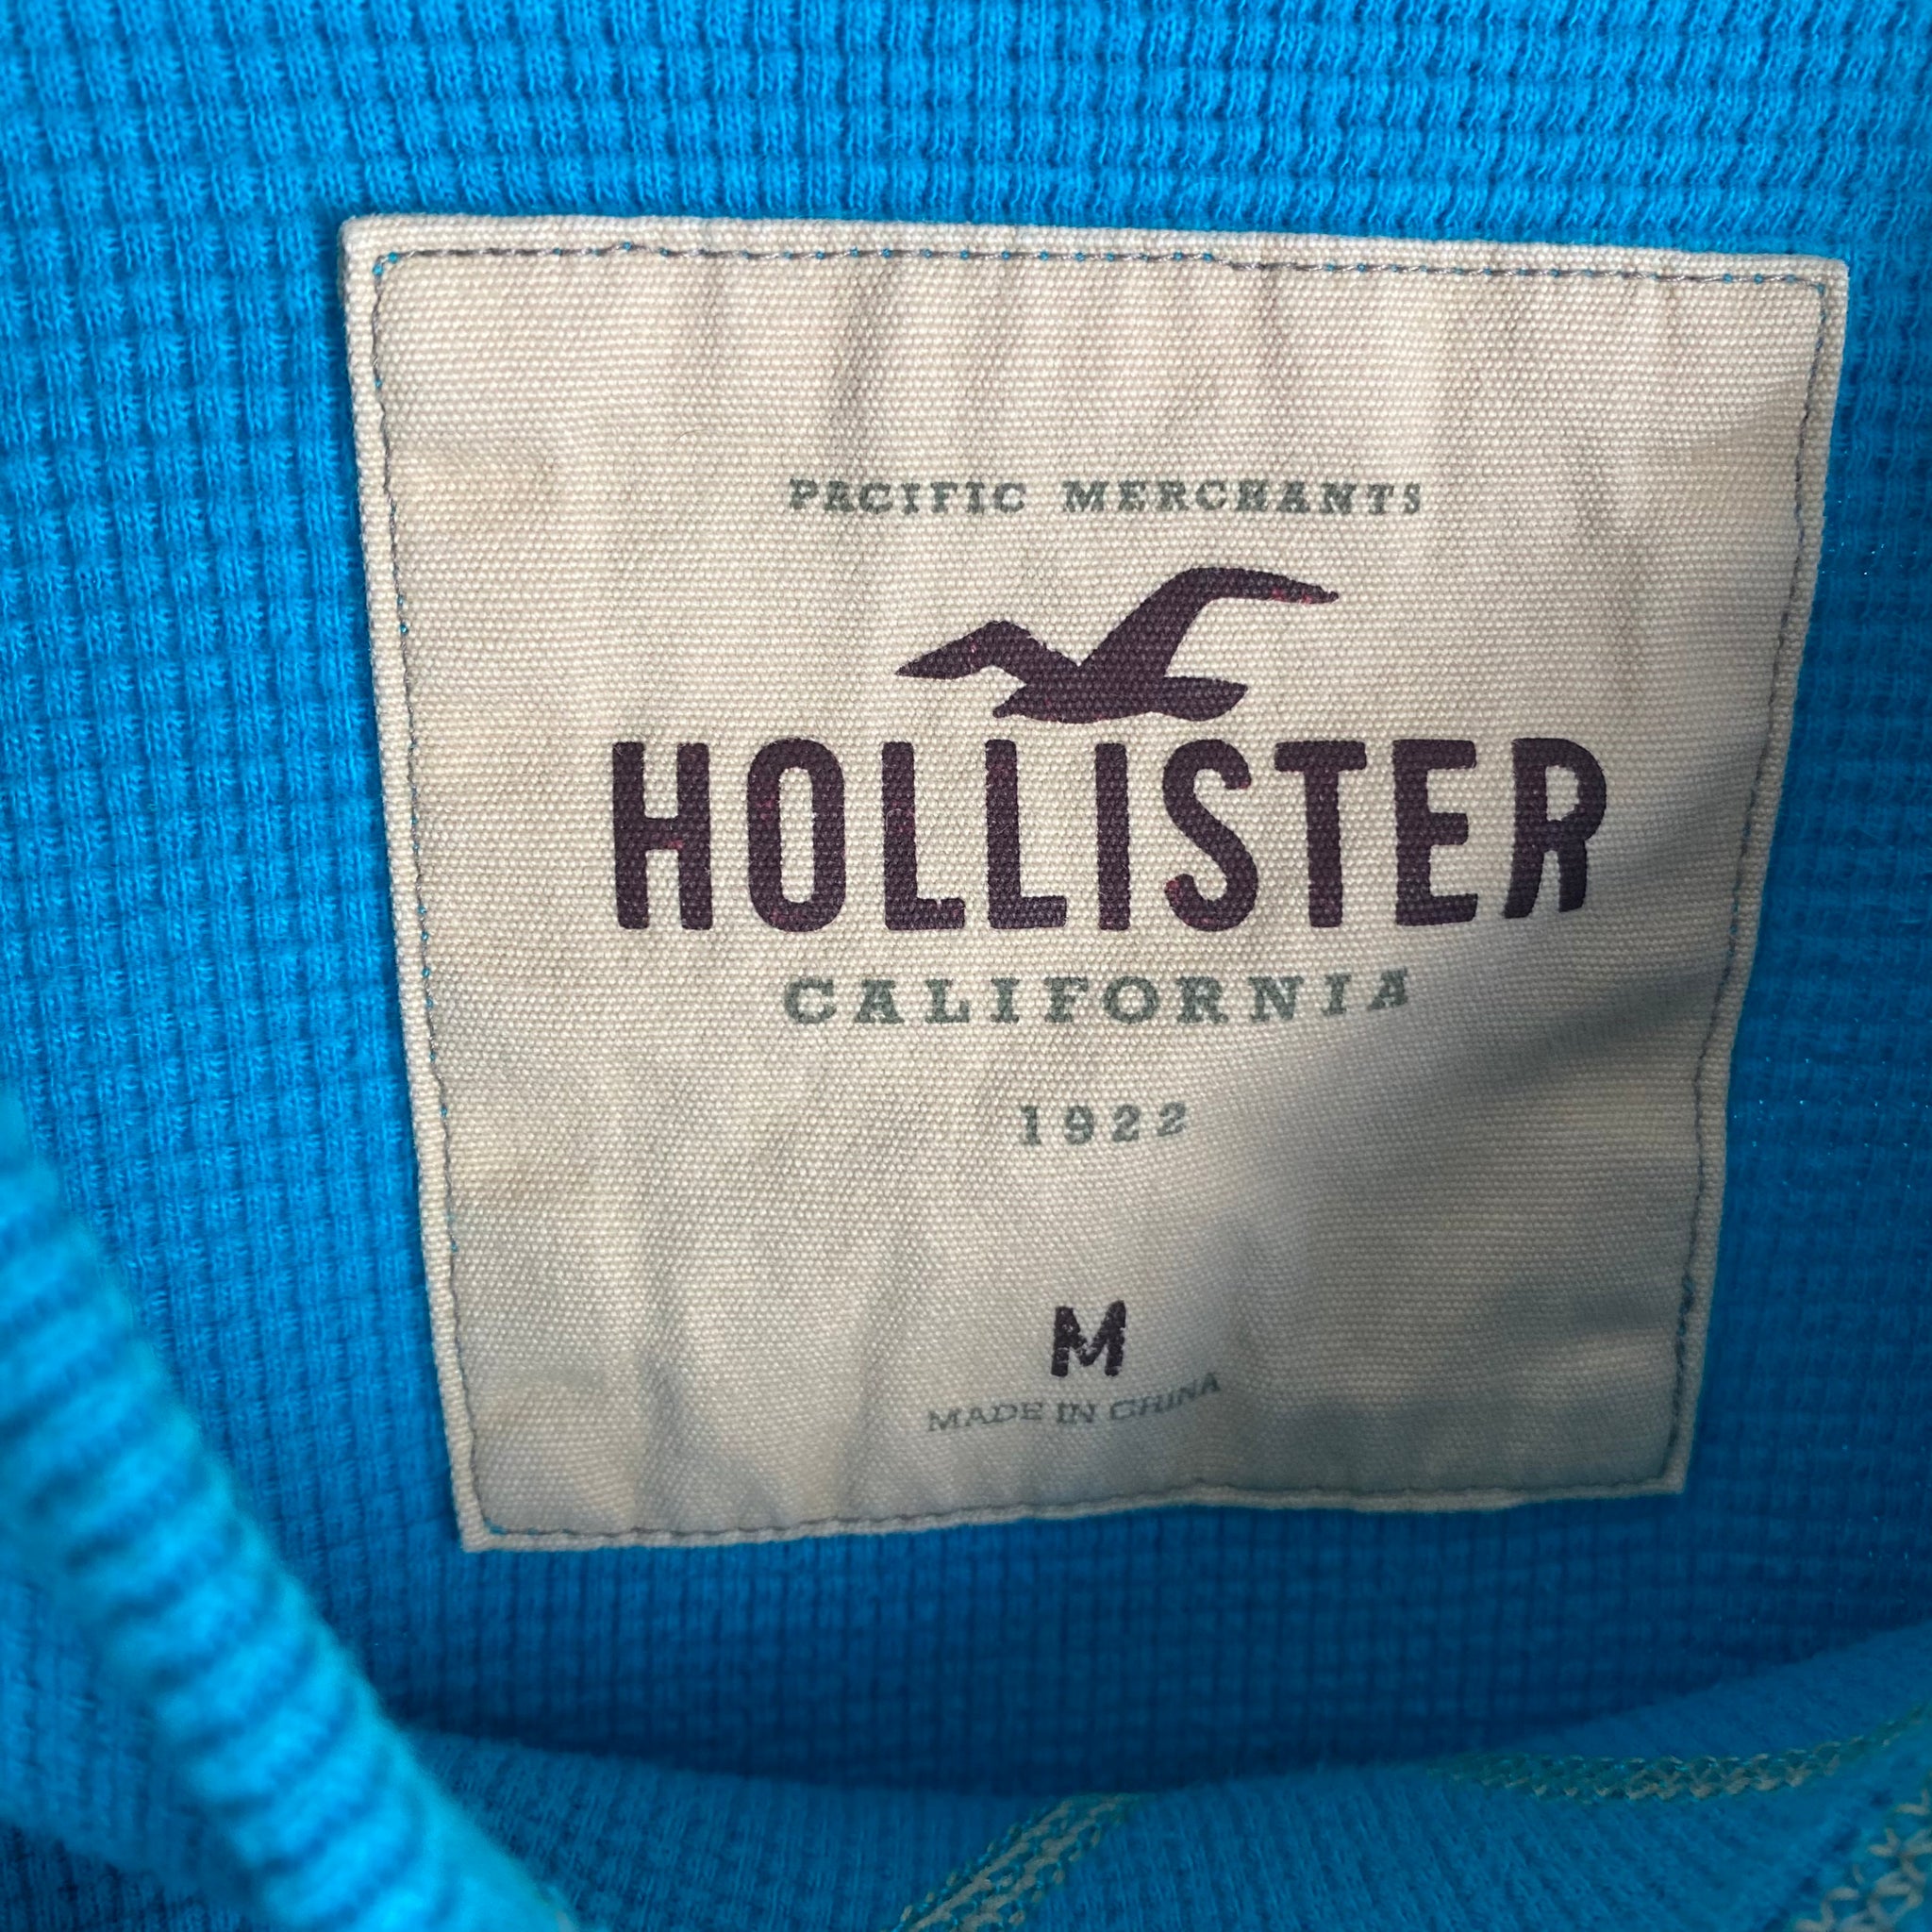 PACIFIC MERCHANTS
HOLLISTER
CALIFORNIA
1922
M
MADE IN CHINA